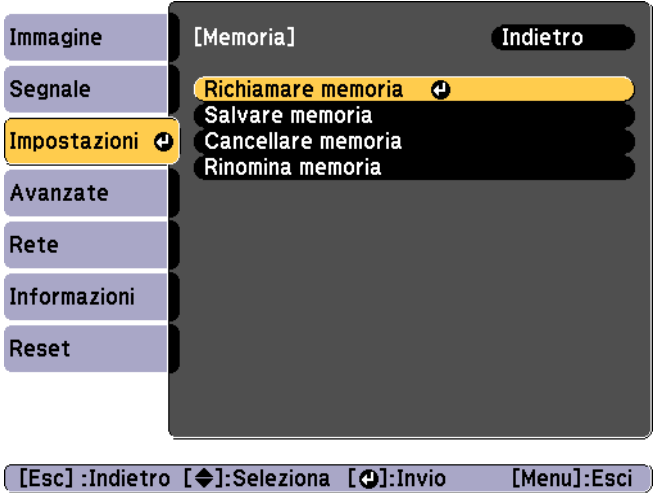 Immagine
Segnale
Impostazioni
Avanzate
Rete
Informazioni
Reset
[Memoria]
Indietro
Richiamare memoria
Salvare memoria
Cancellare memoria
Rinomina memoria
[Esc] :Indietro [◆]:Seleziona [⏎]:Invio [Menu]:Esci